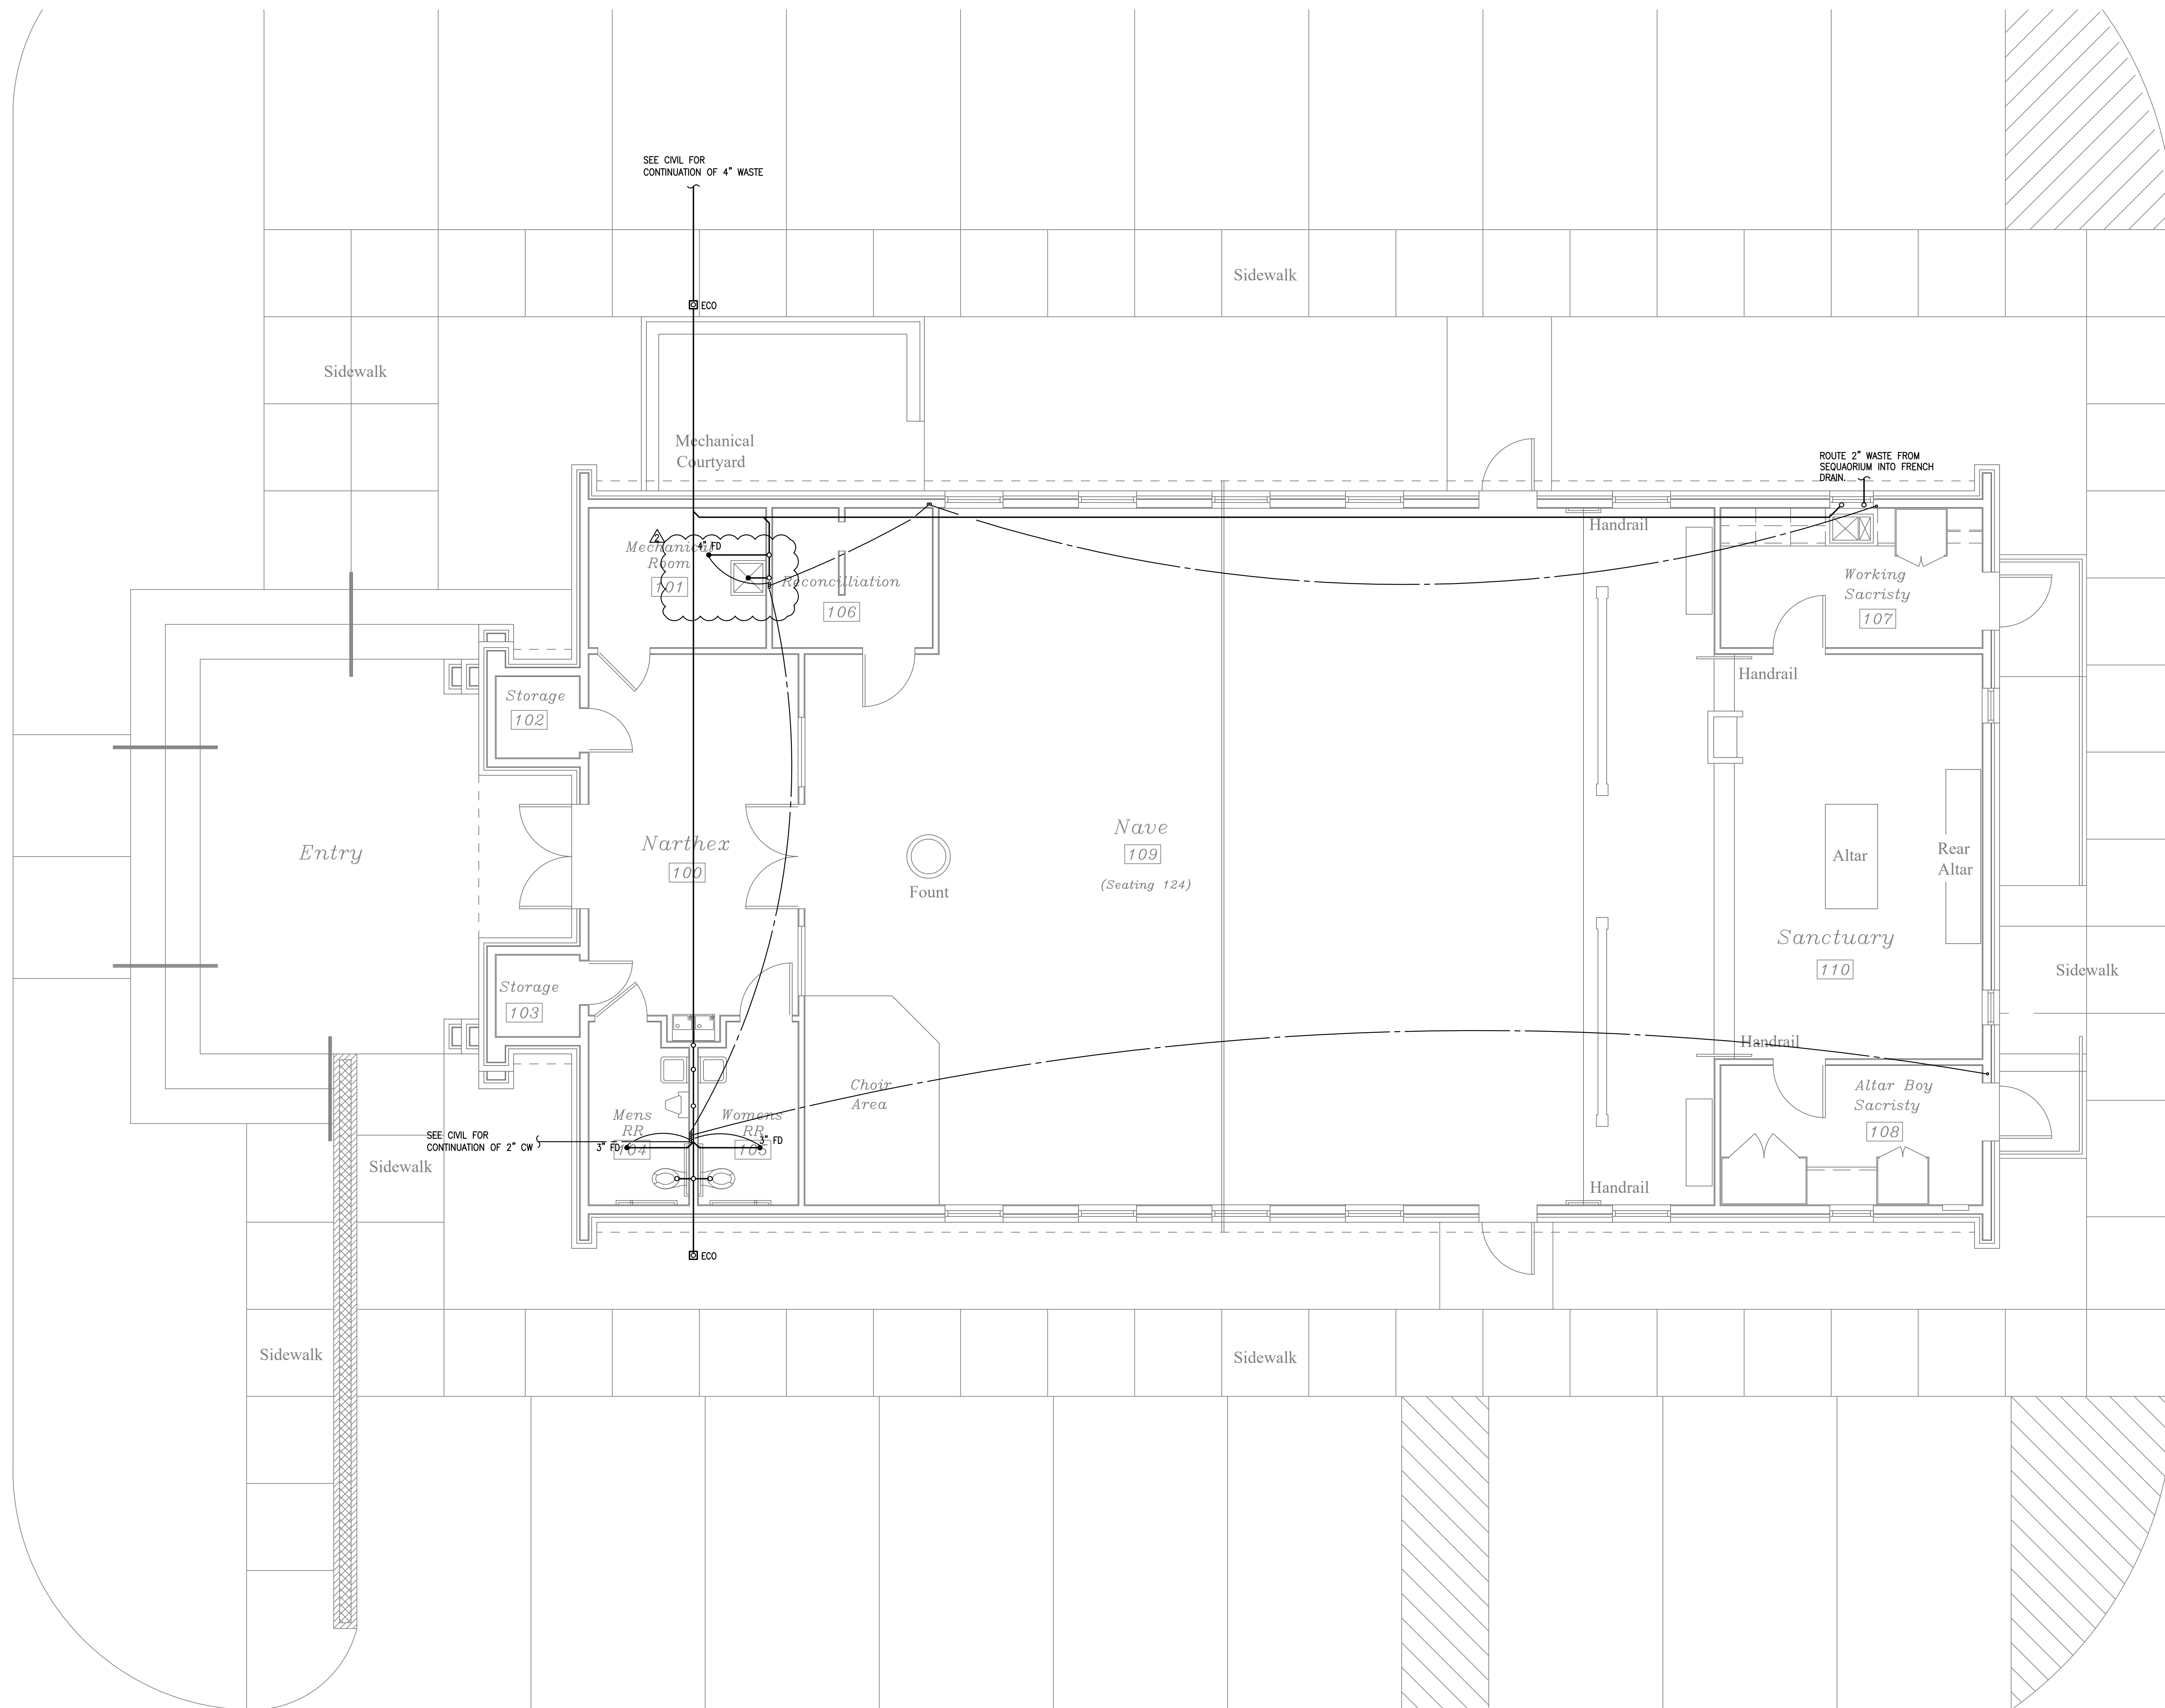 SEE CIVIL FOR
CONTINUATION OF 4" WASTE
Sidewalk
ECO
Sidewalk
Mechanical
Courtyard
ROUTE 2" WASTE FROM
SEQUAORIUM INTO FRENCH
DRAIN.
Handrail
2
4" FD
Mechanical
Room
101
Reconcilliation
106
Working
Sacristy
107
Handrail
Storage
102
Entry
Narthex
100
Fount
Nave
109
(Seating 124)
Altar
Rear
Altar
Sanctuary
110
Sidewalk
Storage
103
Handrail
Choir
Area
Altar Boy
Sacristy
108
Mens
RR
104
Womens
RR
105
SEE CIVIL FOR
CONTINUATION OF 2" CW
3" FD
3" FD
Sidewalk
Handrail
ECO
Sidewalk
Sidewalk